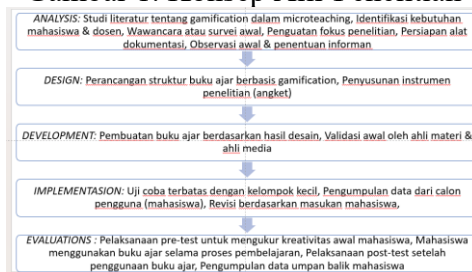 ANALYSIS: Studi literatur tentang gamification dalam microteaching, Identifikasi kebutuhan
mahasiswa & dosen, Wawancara atau survei awal, Penguatan fokus penelitian, Persiapan alat
dokumentasi, Observasi awal & penentuan informan
DESIGN: Perancangan struktur buku ajar berbasis gamification, Penyusunan instrumen
penelitian (angket)
DEVELOPMENT: Pembuatan buku ajar berdasarkan hasil desain, Validasi awal oleh ahli materi &
ahli media
IMPLEMENTASION: Uji coba terbatas dengan kelompok kecil, Pengumpulan data dari calon
pengguna (mahasiswa), Revisi berdasarkan masukan mahasiswa,
EVALUATIONS : Pelaksanaan pre-test untuk mengukur kreativitas awal mahasiswa, Mahasiswa
menggunakan buku ajar selama proses pembelajaran, Pelaksanaan post-test setelah
penggunaan buku ajar, Pengumpulan data umpan balik mahasiswa